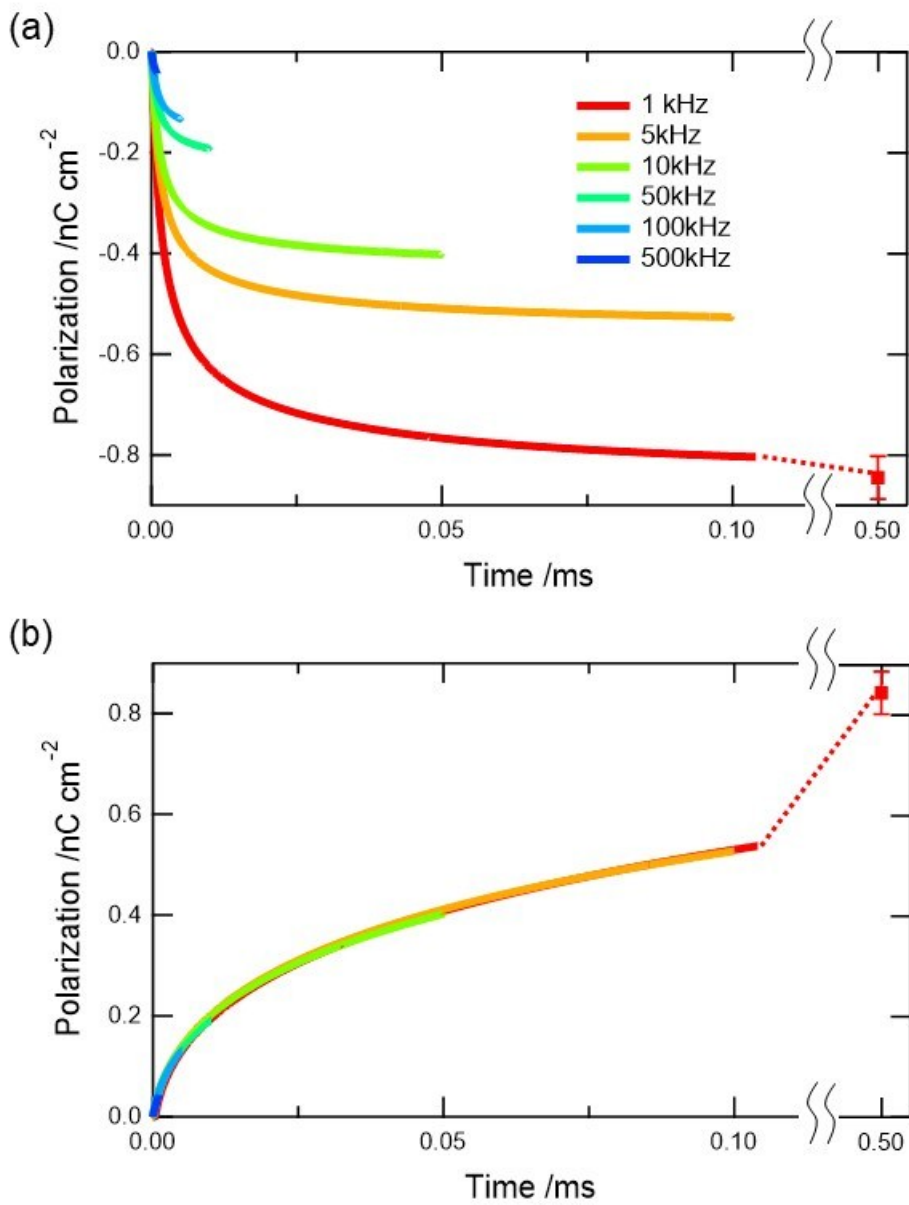 (a)
0.0
-0.2
-0.4
-0.6
-0.8
Polarization /nC cm-2
1 kHz
5kHz
10kHz
50kHz
100kHz
500kHz
0.00
0.05
0.10
0.50
Time /ms
(b)
0.8
0.6
0.4
0.2
0.0
Polarization /nC cm-2
0.00
0.05
0.10
0.50
Time /ms